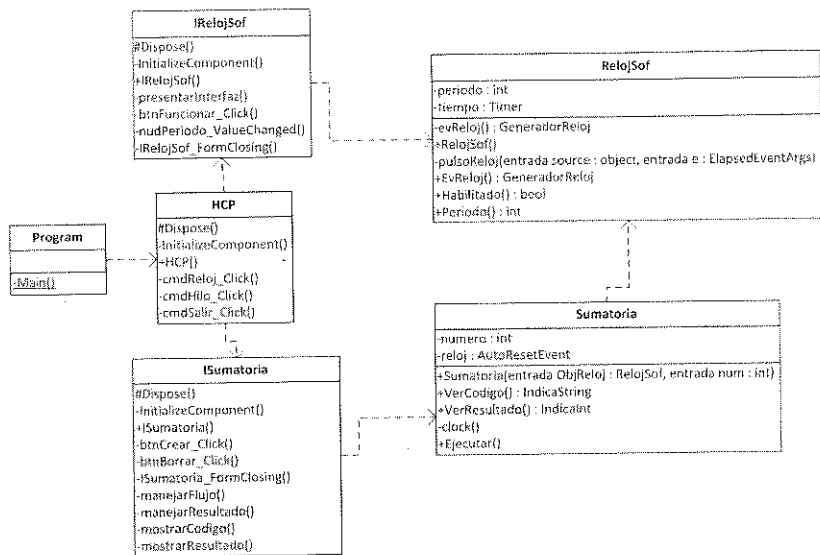 IRelojSof
#Dispose()
-InitializeComponent()
+IRelojSof()
-presentarInterfaz()
-btnFuncionar_Click()
-nudPeriodo_ValueChanged()
-IRelojSof_FormClosing()
RelojSof
-periodo : int
-tiempo : Timer
-evReloj() : GeneradorReloj
+RelojSof()
-pulsoReloj(entrada source : object, entrada e : ElapsedEventArgs)
+EvReloj() : GeneradorReloj
+Habilitado() : bool
+Periodo() : int
HCP
#Dispose()
-InitializeComponent()
+HCP()
-cmdReloj_Click()
-cmdHilo_Click()
-cmdSalir_Click()
Program
-Main()
Sumatoria
-numero : int
-reloj : AutoResetEvent
+Sumatoria(entrada ObjReloj : RelojSof, entrada num : int)
+VerCodigo() : IndicaString
+VerResultado() : IndicaInt
-clock()
+Ejecutar()
ISumatoria
#Dispose()
-InitializeComponent()
+ISumatoria()
-btnCrear_Click()
-btnBorrar_Click()
-ISumatoria_FormClosing()
-manejarFlujo()
-manejarResultado()
-mostrarCodigo()
-mostrarResultado()